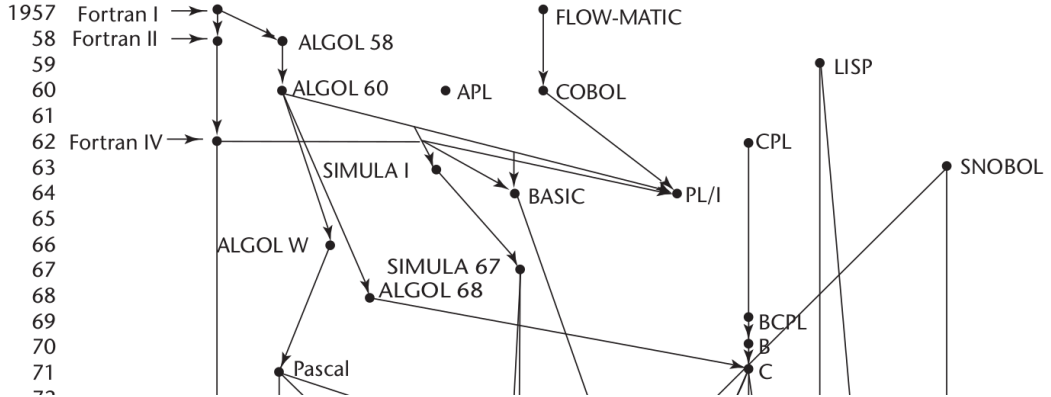 1957 Fortran I FLOW-MATIC
58 Fortran II ALGOL 58
59 LISP
60 ALGOL 60 APL COBOL
61
62 Fortran IV CPL
63 SIMULA I SNOBOL
64 BASIC PL/I
65
66 ALGOL W
67 SIMULA 67
68 ALGOL 68
69 BCPL
70 B
71 Pascal C